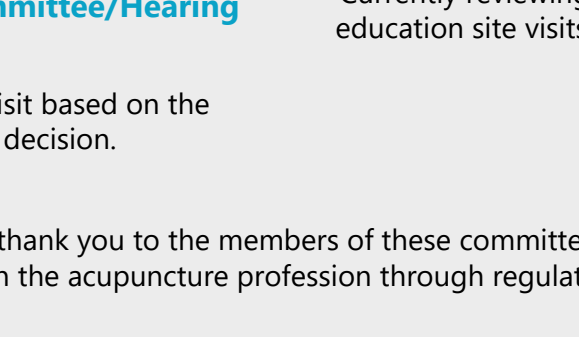 mmittee/Hearing
Currently reviewing
education site visits
isit based on the
decision.
thank you to the members of these committe
n the acupuncture profession through regulat